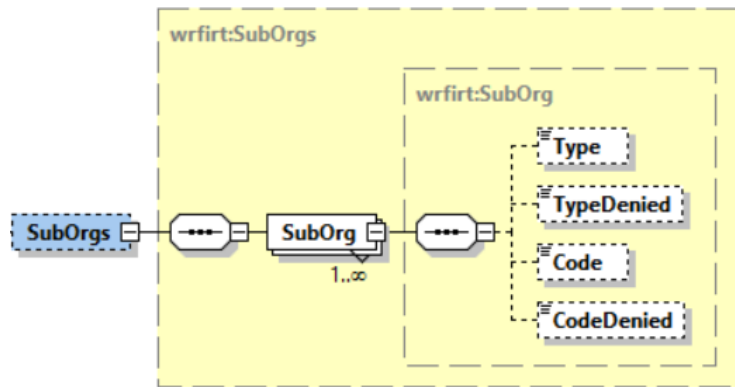 wrfirt:SubOrgs
wrfirt:SubOrg
Type
TypeDenied
SubOrgs
SubOrg
Code
1..∞
CodeDenied